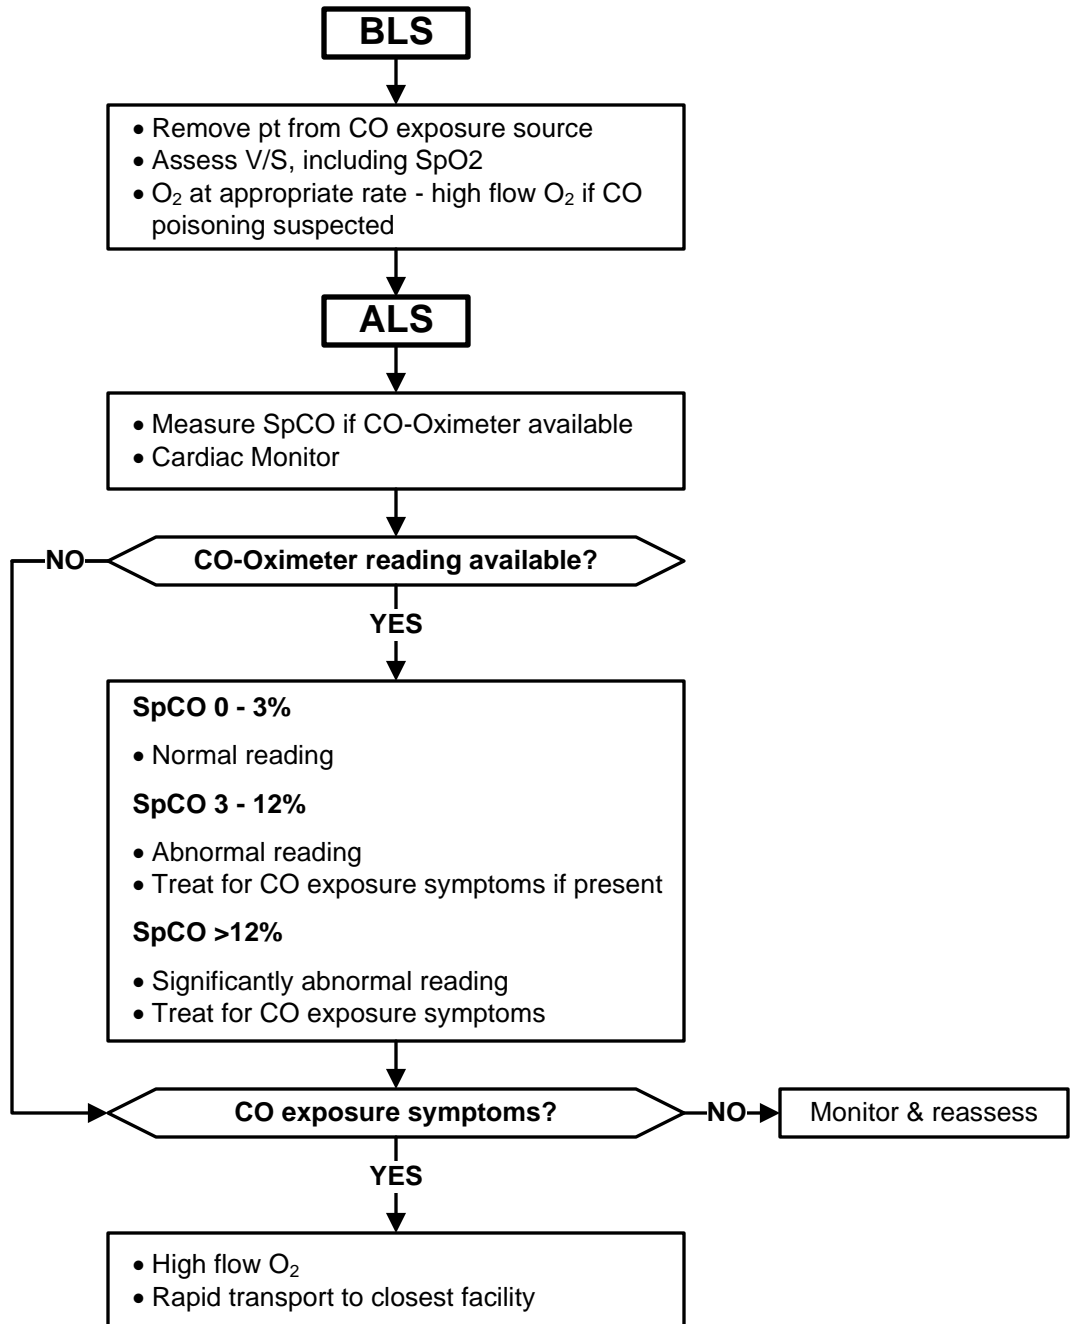 BLS
• Remove pt from CO exposure source
• Assess V/S, including SpO2
• O₂ at appropriate rate - high flow O₂ if CO
poisoning suspected
ALS
• Measure SpCO if CO-Oximeter available
• Cardiac Monitor
NO
CO-Oximeter reading available?
YES
SpCO 0 - 3%
• Normal reading
SpCO 3 - 12%
• Abnormal reading
• Treat for CO exposure symptoms if present
SpCO >12%
• Significantly abnormal reading
• Treat for CO exposure symptoms
CO exposure symptoms?
NO
Monitor & reassess
YES
• High flow O₂
• Rapid transport to closest facility